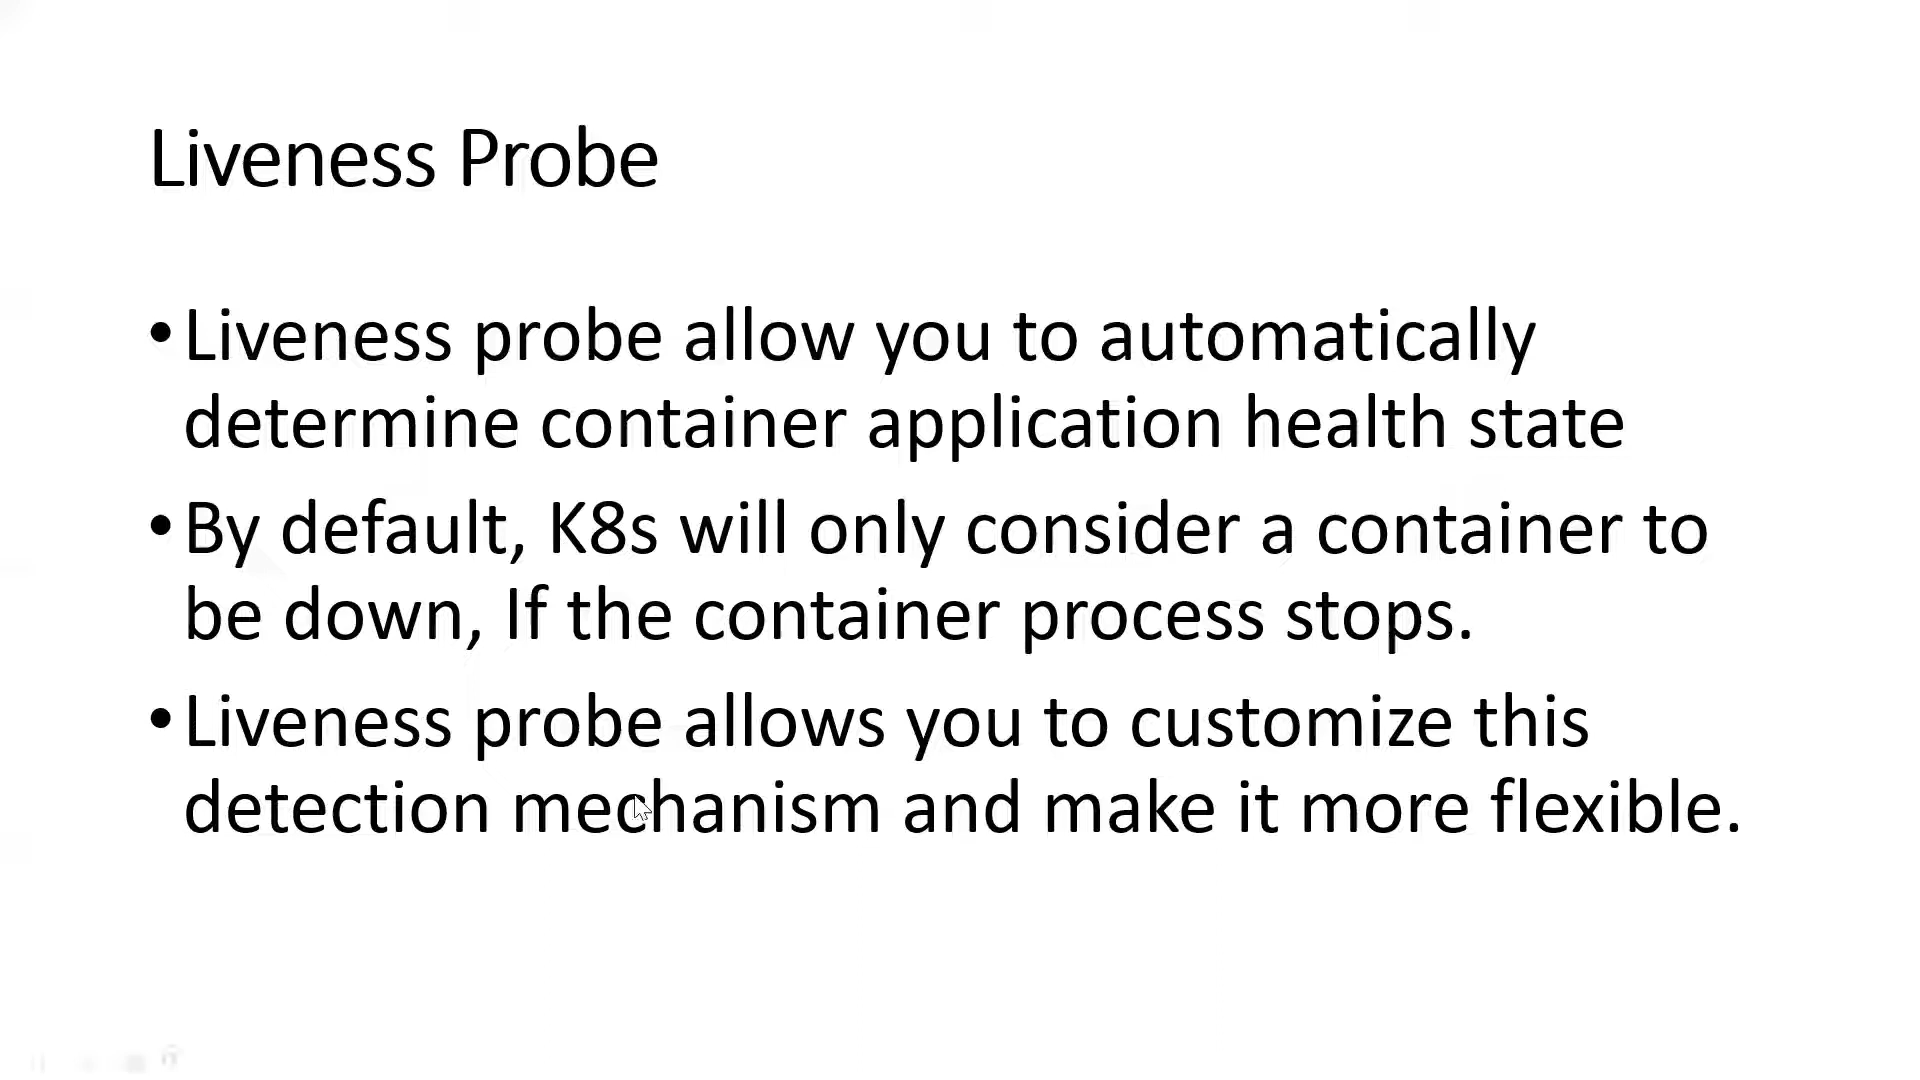 Liveness Probe
•Liveness probe allow you to automatically
determine container application health state
•By default, K8s will only consider a container to
be down, If the container process stops.
•Liveness probe allows you to customize this
detection mechanism and make it more flexible.